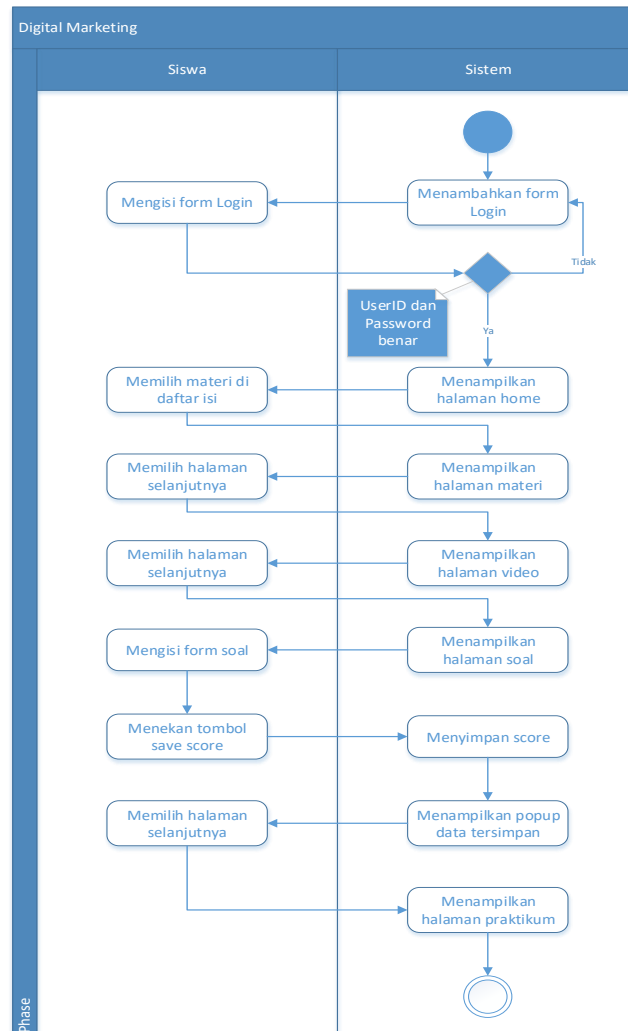 Digital Marketing
Siswa
Sistem
Menambahkan form
Login
Mengisi form Login
Tidak
UserID dan
Password
benar
Ya
Menampilkan
halaman home
Memilih materi di
daftar isi
Menampilkan
halaman materi
Memilih halaman
selanjutnya
Menampilkan
halaman video
Memilih halaman
selanjutnya
Menampilkan
halaman soal
Mengisi form soal
Menekan tombol
save score
Menyimpan score
Menampilkan popup
data tersimpan
Memilih halaman
selanjutnya
Menampilkan
halaman praktikum
Phase